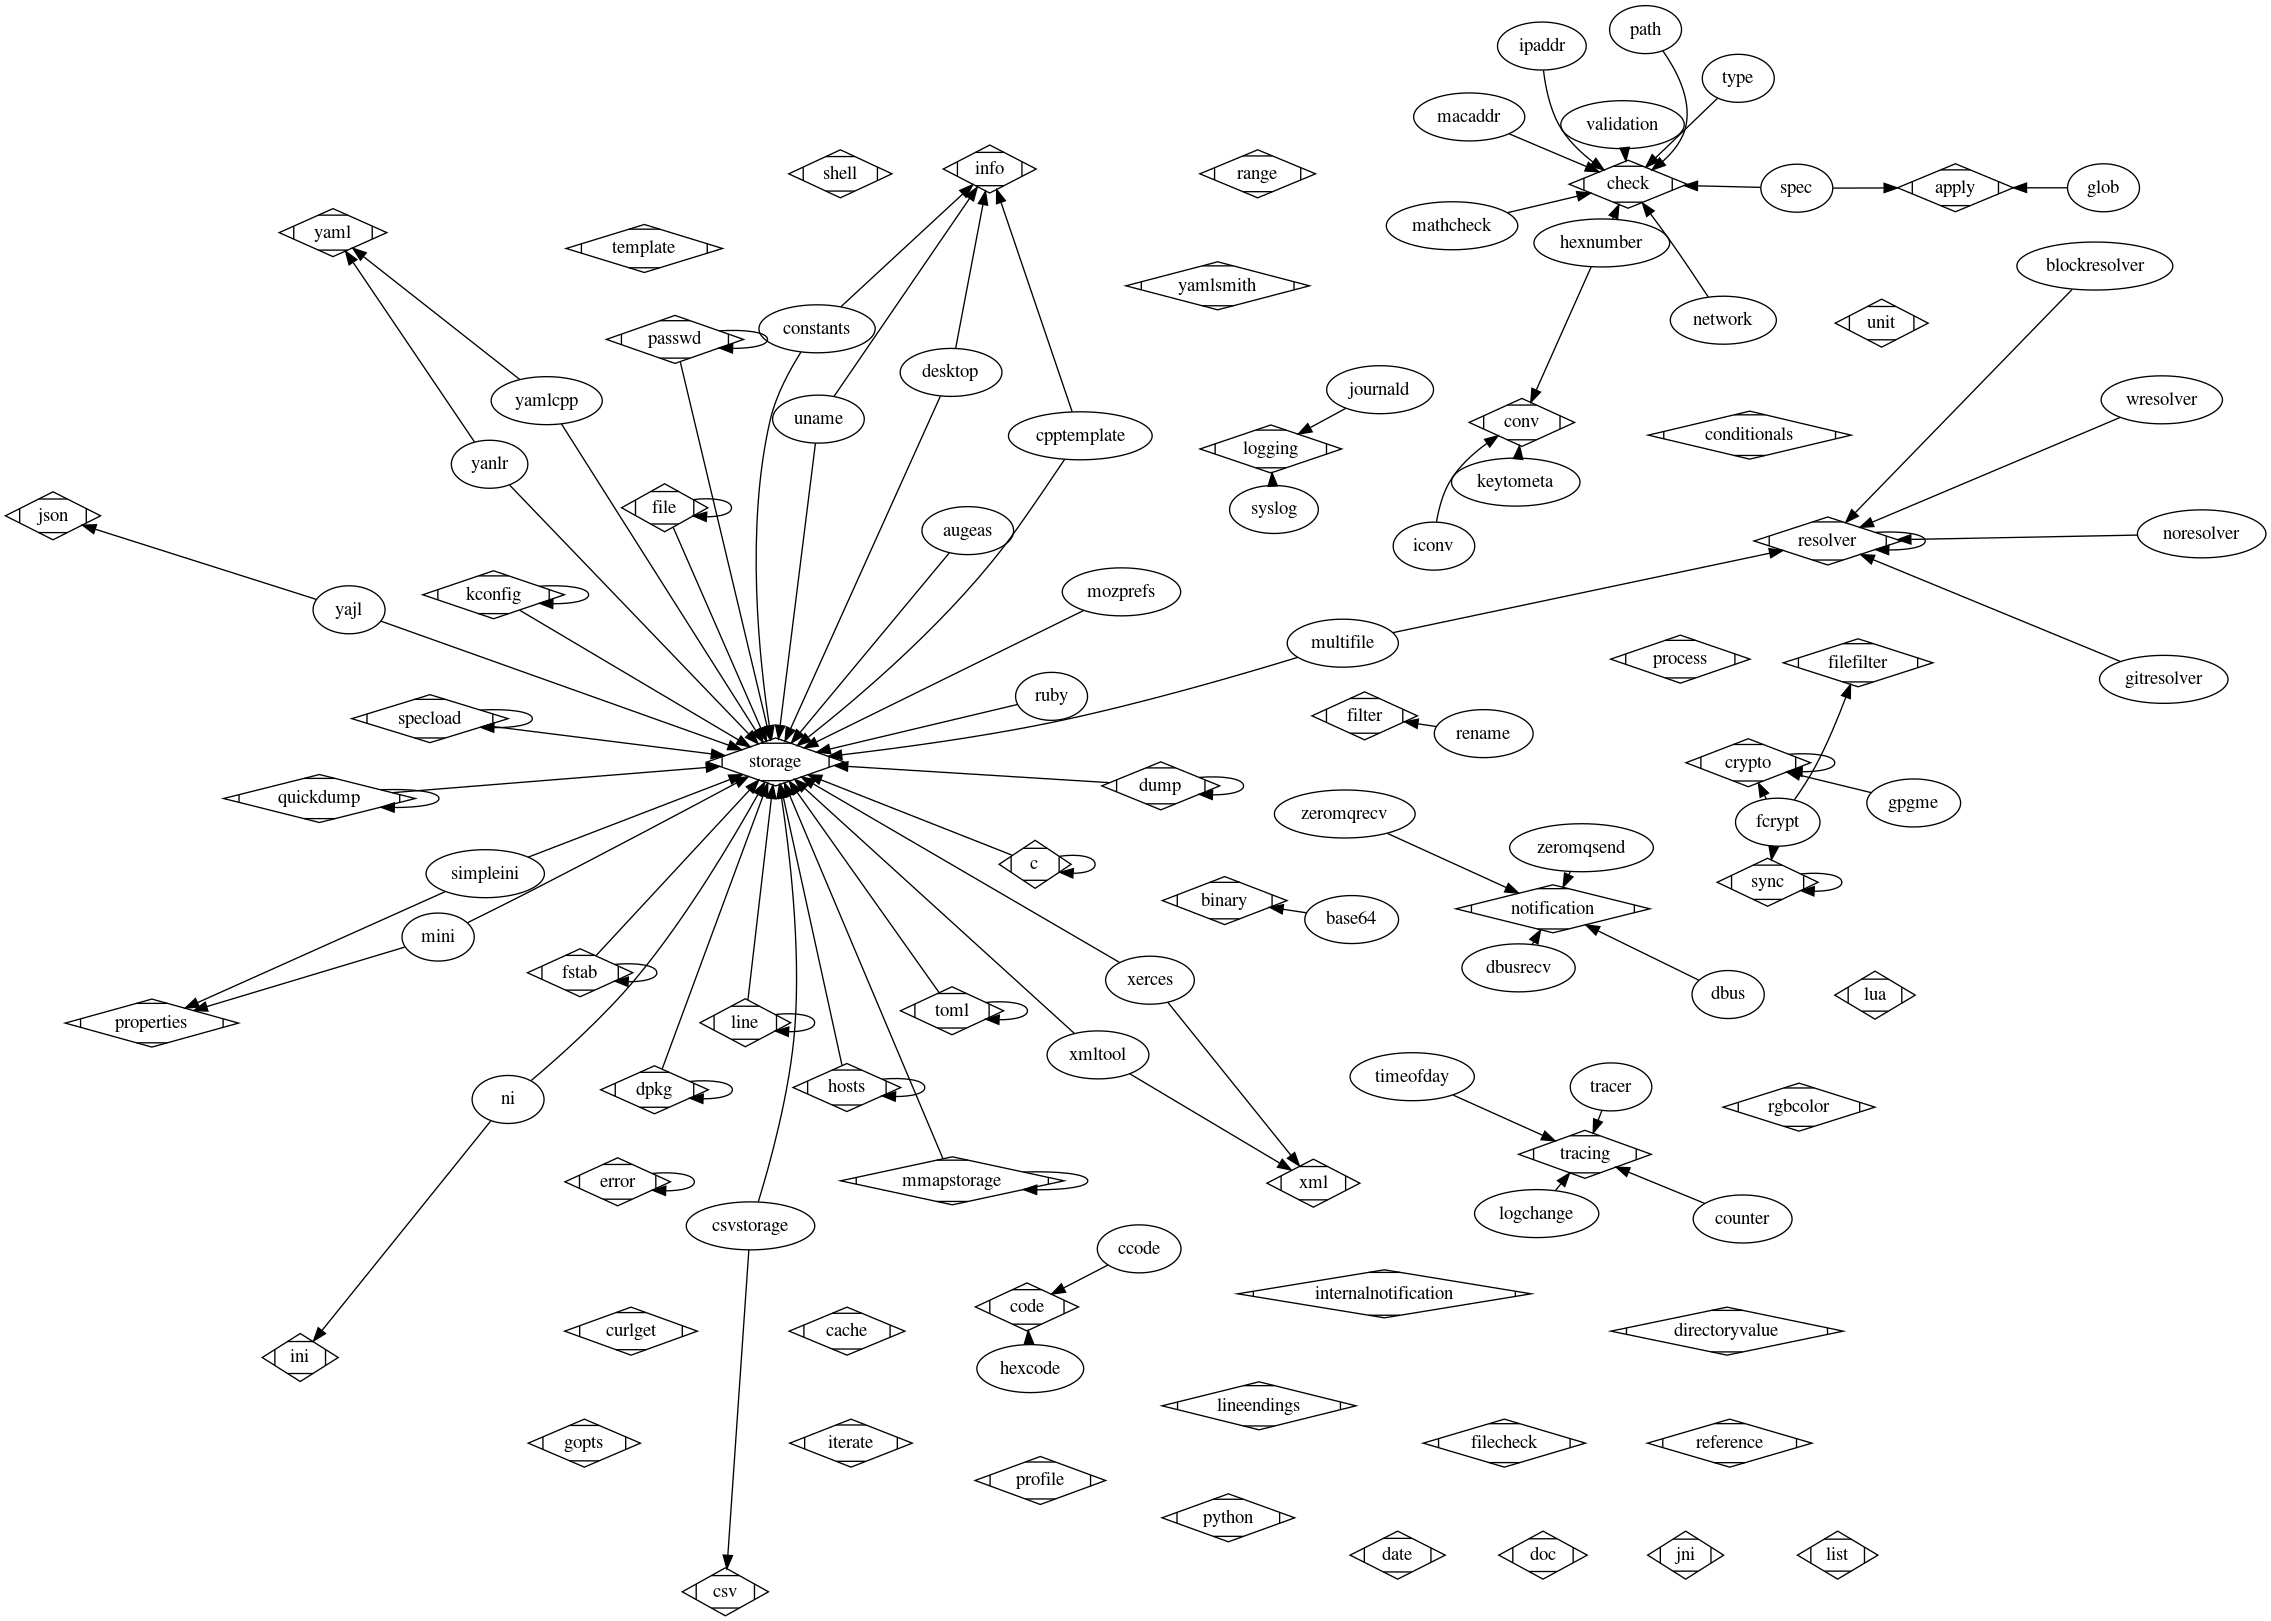 path
ipaddr
type
macaddr
validation
shell
info
range
check
spec
apply
glob
yaml
template
mathcheck
hexnumber
blockresolver
yamlsmith
constants
network
unit
passwd
desktop
journald
wresolver
yamlcpp
uname
conv
cpptemplate
conditionals
logging
yanlr
keytometa
file
syslog
json
augeas
noresolver
resolver
iconv
kconfig
mozprefs
yajl
multifile
process
filefilter
gitresolver
ruby
filter
specload
rename
storage
crypto
dump
quickdump
gpgme
zeromqrecv
fcrypt
zeromqsend
c
simpleini
sync
binary
notification
base64
mini
dbusrecv
fstab
xerces
dbus
lua
toml
line
properties
xmltool
timeofday
hosts
tracer
dpkg
ni
rgbcolor
tracing
mmapstorage
error
xml
logchange
counter
csvstorage
ccode
internalnotification
code
curlget
cache
directoryvalue
ini
hexcode
lineendings
gopts
iterate
filecheck
reference
profile
python
date
doc
jni
list
csv